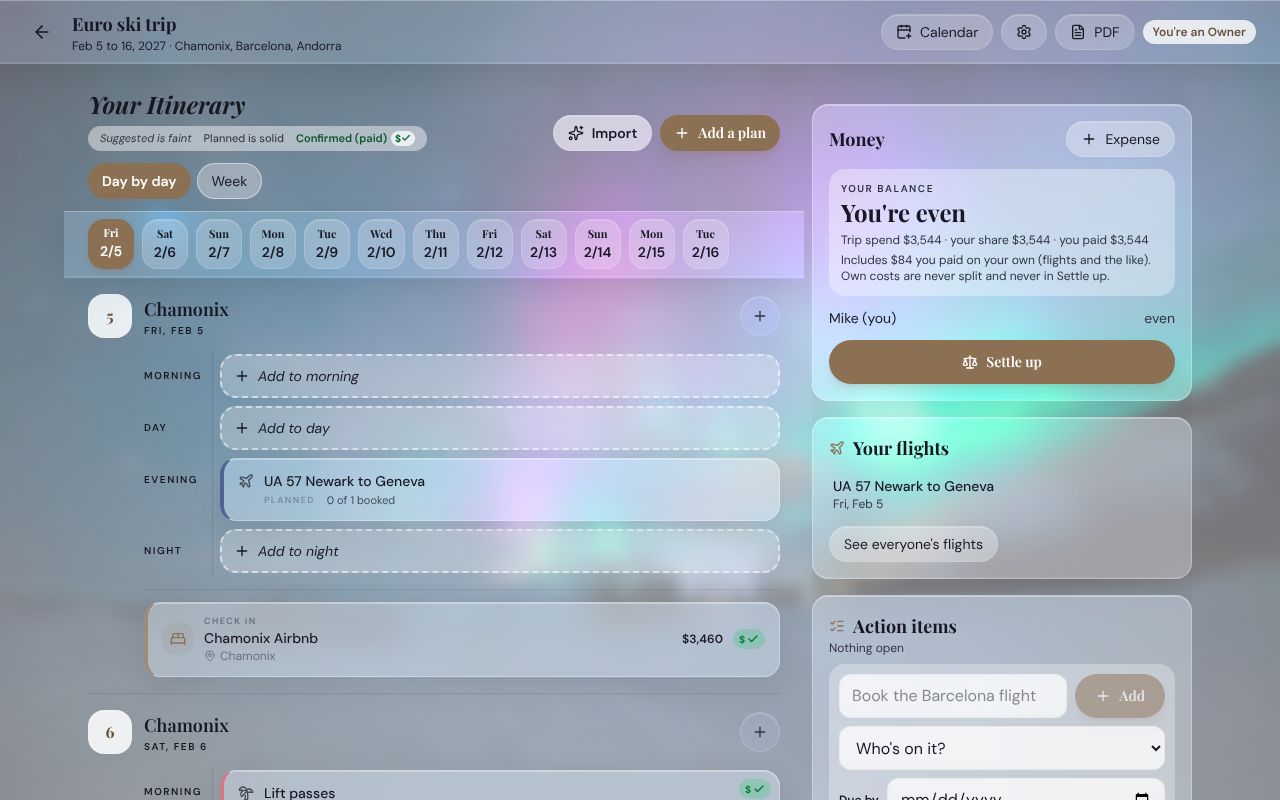 Euro ski trip
Feb 5 to 16, 2027 · Chamonix, Barcelona, Andorra
Calendar
PDF
You're an Owner
Your Itinerary
Suggested is faint Planned is solid Confirmed (paid) $✓
Import
+ Add a plan
Day by day
Week
Fri 2/5
Sat 2/6
Sun 2/7
Mon 2/8
Tue 2/9
Wed 2/10
Thu 2/11
Fri 2/12
Sat 2/13
Sun 2/14
Mon 2/15
Tue 2/16
5
Chamonix
FRI, FEB 5
+
MORNING
+ Add to morning
DAY
+ Add to day
EVENING
UA 57 Newark to Geneva
PLANNED 0 of 1 booked
NIGHT
+ Add to night
CHECK IN
Chamonix Airbnb
Chamonix
$3,460 $✓
6
Chamonix
SAT, FEB 6
+
MORNING
Lift passes
$✓
Money
+ Expense
YOUR BALANCE
You're even
Trip spend $3,544 · your share $3,544 · you paid $3,544
Includes $84 you paid on your own (flights and the like).
Own costs are never split and never in Settle up.
Mike (you) even
Settle up
Your flights
UA 57 Newark to Geneva
Fri, Feb 5
See everyone's flights
Action items
Nothing open
Book the Barcelona flight
+ Add
Who's on it?
Due by mm/dd/yyyy